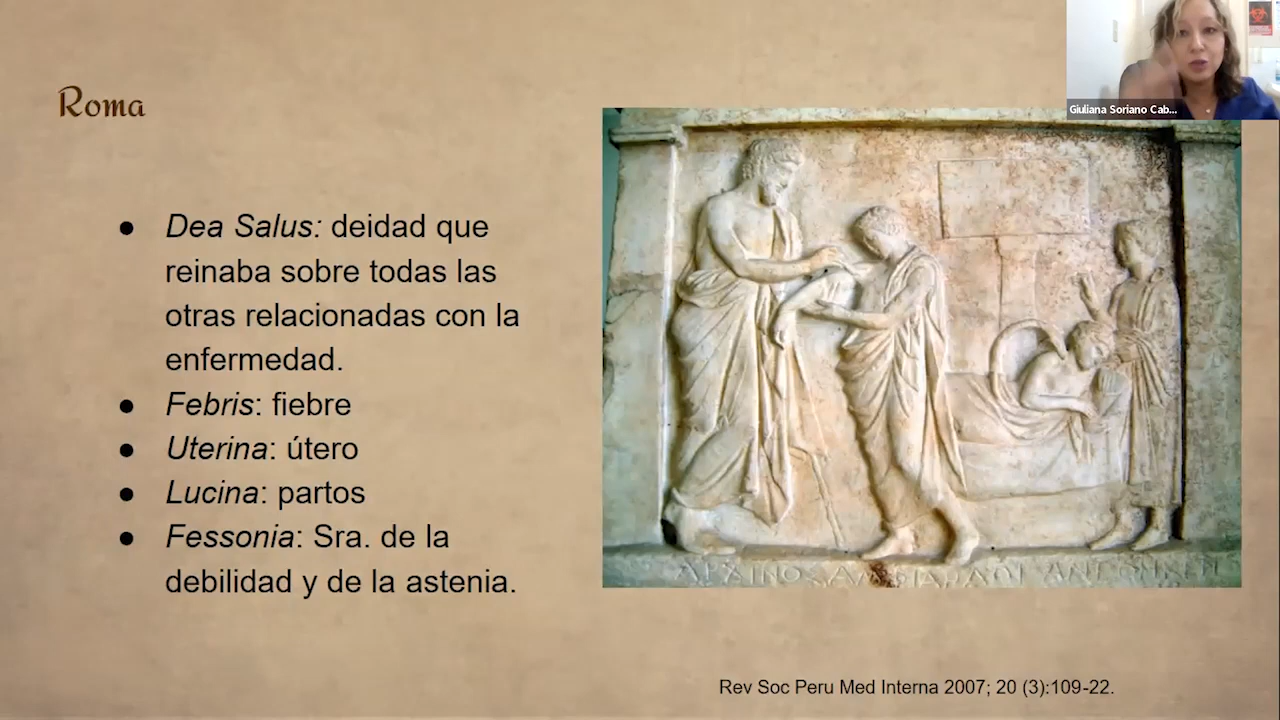 Giuliana Soriano Cab...
Roma
● Dea Salus: deidad que
reinaba sobre todas las
otras relacionadas con la
enfermedad.
● Febris: fiebre
● Uterina: útero
● Lucina: partos
● Fessonia: Sra. de la
debilidad y de la astenia.
Rev Soc Peru Med Interna 2007; 20 (3):109-22.